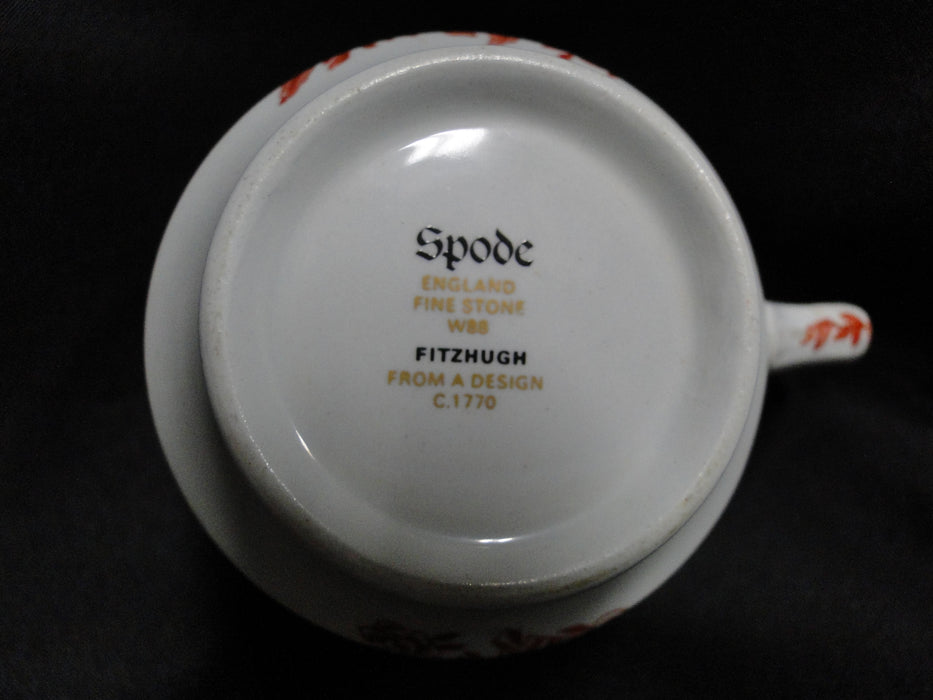 Spode
ENGLAND
FINE STONE
W88
FITZHUGH
FROM A DESIGN
C.1770